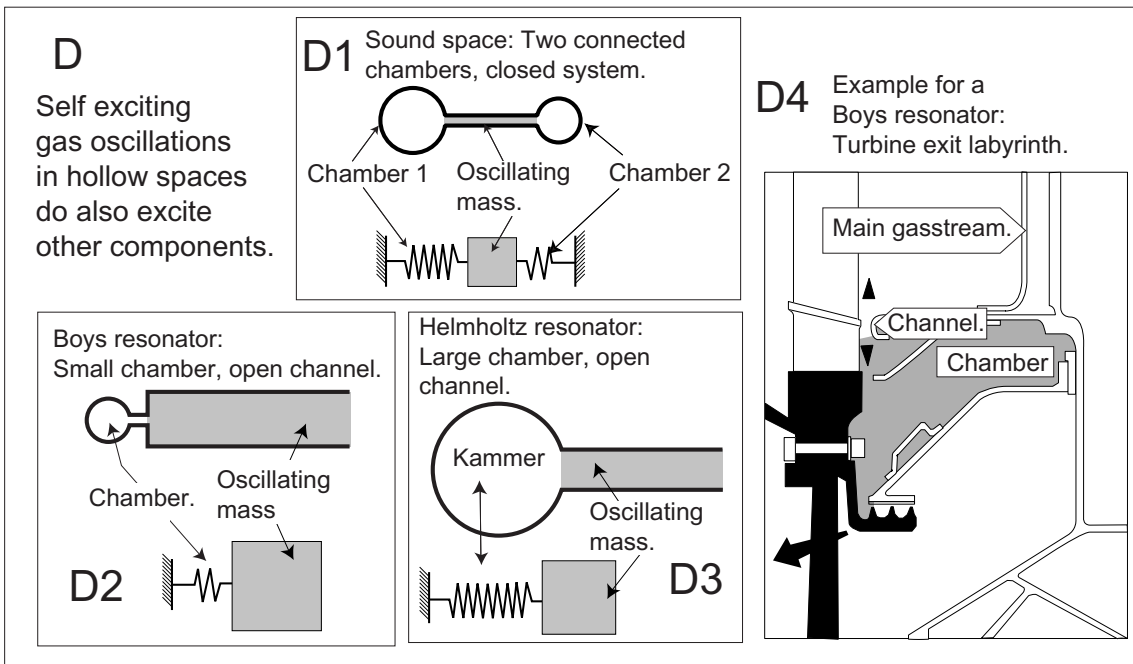 D
Self exciting
gas oscillations
in hollow spaces
do also excite
other components.
D1
Sound space: Two connected
chambers, closed system.
Chamber 1
Oscillating
mass.
Chamber 2
Boys resonator:
Small chamber, open channel.
Chamber.
Oscillating
mass
D2
Helmholtz resonator:
Large chamber, open
channel.
Kammer
Oscillating
mass.
D3
D4
Example for a
Boys resonator:
Turbine exit labyrinth.
Main gasstream.
Channel.
Chamber